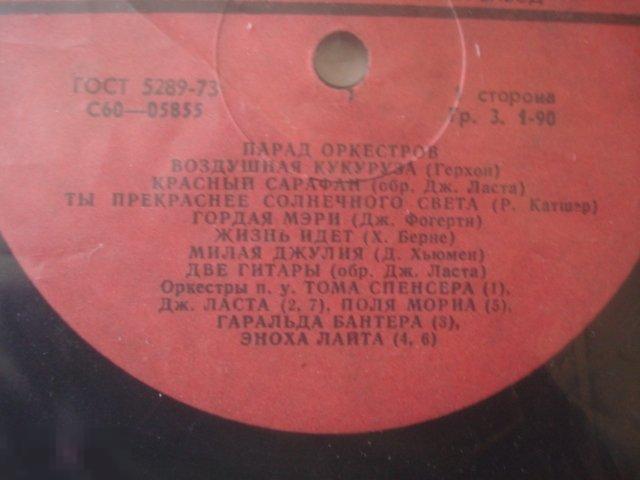 ГОСТ 5289-73
С60—05855
сторона
Гр. 3. 1-90
ПАРАД ОРКЕСТРОВ
ВОЗДУШНАЯ КУКУРУЗА (Герхон)
КРАСНЫЙ САРАФАН (обр. Дж. Ласта)
ТЫ ПРЕКРАСНЕЕ СОЛНЕЧНОГО СВЕТА (Р. Катшер)
ГОРДАЯ МЭРИ (Дж. Фогерти)
ЖИЗНЬ ИДЕТ (Х. Берне)
МИЛАЯ ДЖУЛИЯ (Д. Хьюмен)
ДВЕ ГИТАРЫ (обр. Дж. Ласта)
Оркестры п. у. ТОМА СПЕНСЕРА (1),
Дж. ЛАСТА (2, 7), ПОЛЯ МОРИА (5),
ГАРАЛЬДА БАНТЕРА (3),
ЭНОХА ЛАЙТА (4, 6)